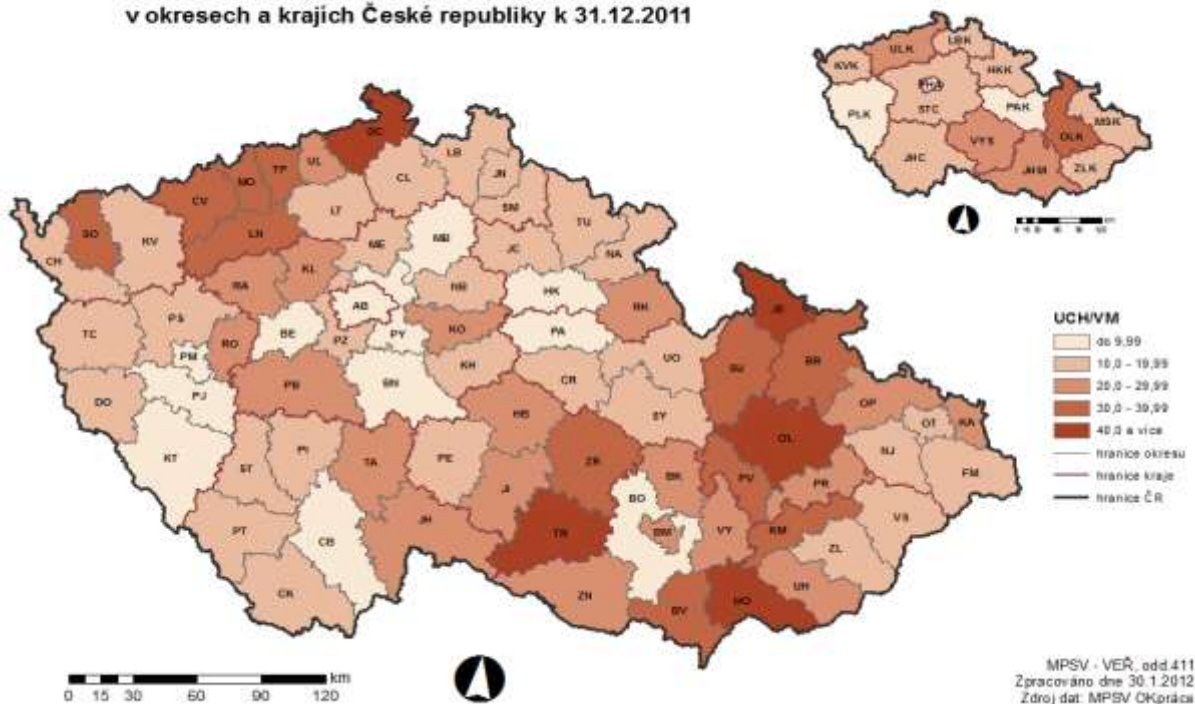 v okresech a krajích České republiky k 31.12.2011
LBK
ULK
KVK
HKK
STC
PLK
PAK
MSK
OLK
VYS
JHC
JHM
ZLK
DC
UL
TP
MO
LB
CL
JN
CV
LT
SM
SO
LN
TU
KV
MB
ME
JC
CH
NA
KL
RA
NB
HK
RK
AB
JE
PS
BE
PY
KO
PA
TC
RO
PZ
PM
UO
BR
SU
KH
BN
CR
PJ
PB
DO
OP
HB
SY
OT
KA
OL
KT
PI
TA
PE
ZR
NJ
ST
FM
JI
BK
PV
PR
BO
VS
JH
PT
CB
TR
BM
VY
KM
ZL
CK
ZN
BV
HO
UH
UCH/VM
do 9,99
10,0 - 19,99
20,0 - 29,99
30,0 - 39,99
40,0 a více
hranice okresu
hranice kraje
hranice ČR
km
0 15 30 60 90 120
MPSV - VEŘ, odd.411
Zpracováno dne 30.1.2012
Zdroj dat: MPSV OKpráce